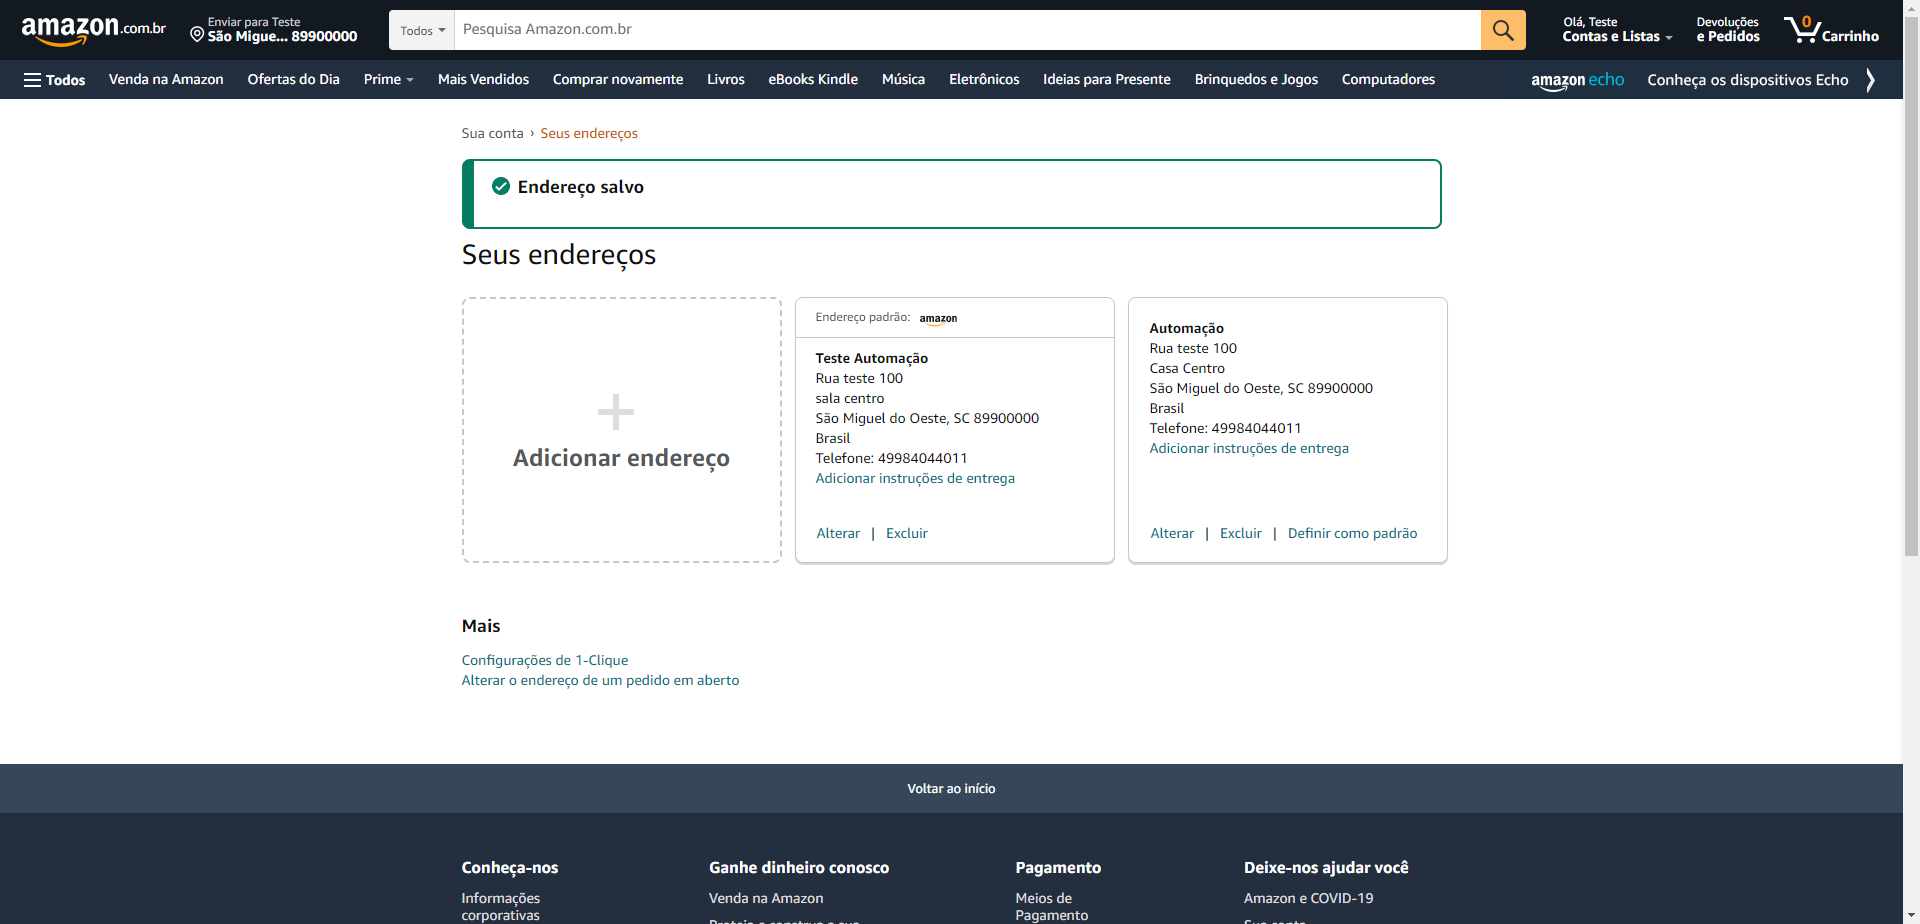 amazon.com.br
Enviar para Teste
São Migue... 89900000
Todos
Pesquisa Amazon.com.br
Olá, Teste
Contas e Listas
Devoluções
e Pedidos
0
Carrinho
Todos
Venda na Amazon
Ofertas do Dia
Prime
Mais Vendidos
Comprar novamente
Livros
eBooks Kindle
Música
Eletrônicos
Ideias para Presente
Brinquedos e Jogos
Computadores
amazon echo
Conheça os dispositivos Echo
Sua conta › Seus endereços
Endereço salvo
Seus endereços
Adicionar endereço
Endereço padrão: amazon
Teste Automação
Rua teste 100
sala centro
São Miguel do Oeste, SC 89900000
Brasil
Telefone: 49984044011
Adicionar instruções de entrega
Alterar | Excluir
Automação
Rua teste 100
Casa Centro
São Miguel do Oeste, SC 89900000
Brasil
Telefone: 49984044011
Adicionar instruções de entrega
Alterar | Excluir | Definir como padrão
Mais
Configurações de 1-Clique
Alterar o endereço de um pedido em aberto
Voltar ao início
Conheça-nos
Informações
corporativas
Ganhe dinheiro conosco
Venda na Amazon
Pagamento
Meios de
Pagamento
Deixe-nos ajudar você
Amazon e COVID-19